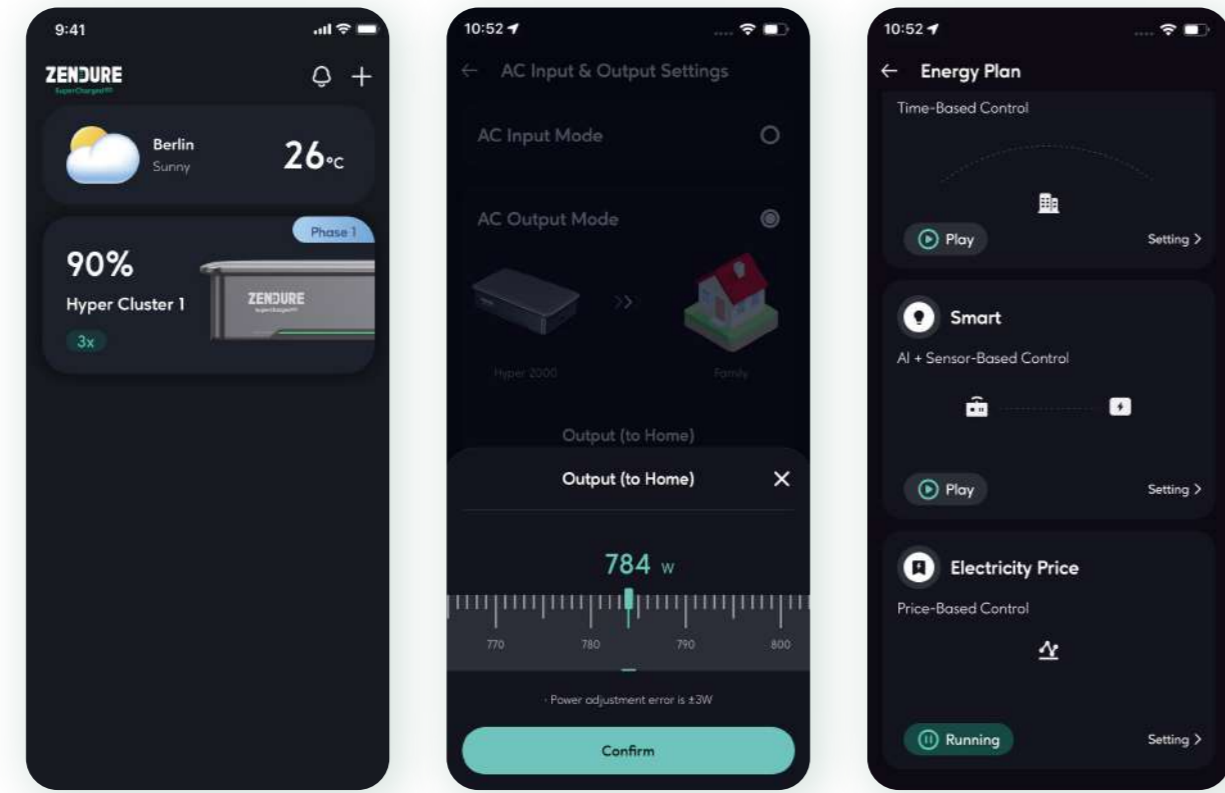 9:41
ZENDURE
SuperCharged
Berlin
Sunny
26°C
Phase 1
90%
Hyper Cluster 1
ZENDURE
3x
10:52
AC Input & Output Settings
AC Input Mode
AC Output Mode
Hyper 2000
Family
Output (to Home)
Output (to Home)
784 W
770 780 790 800
· Power adjustment error is ±3W
Confirm
10:52
Energy Plan
Time-Based Control
Play
Setting >
Smart
AI + Sensor-Based Control
Play
Setting >
Electricity Price
Price-Based Control
Running
Setting >